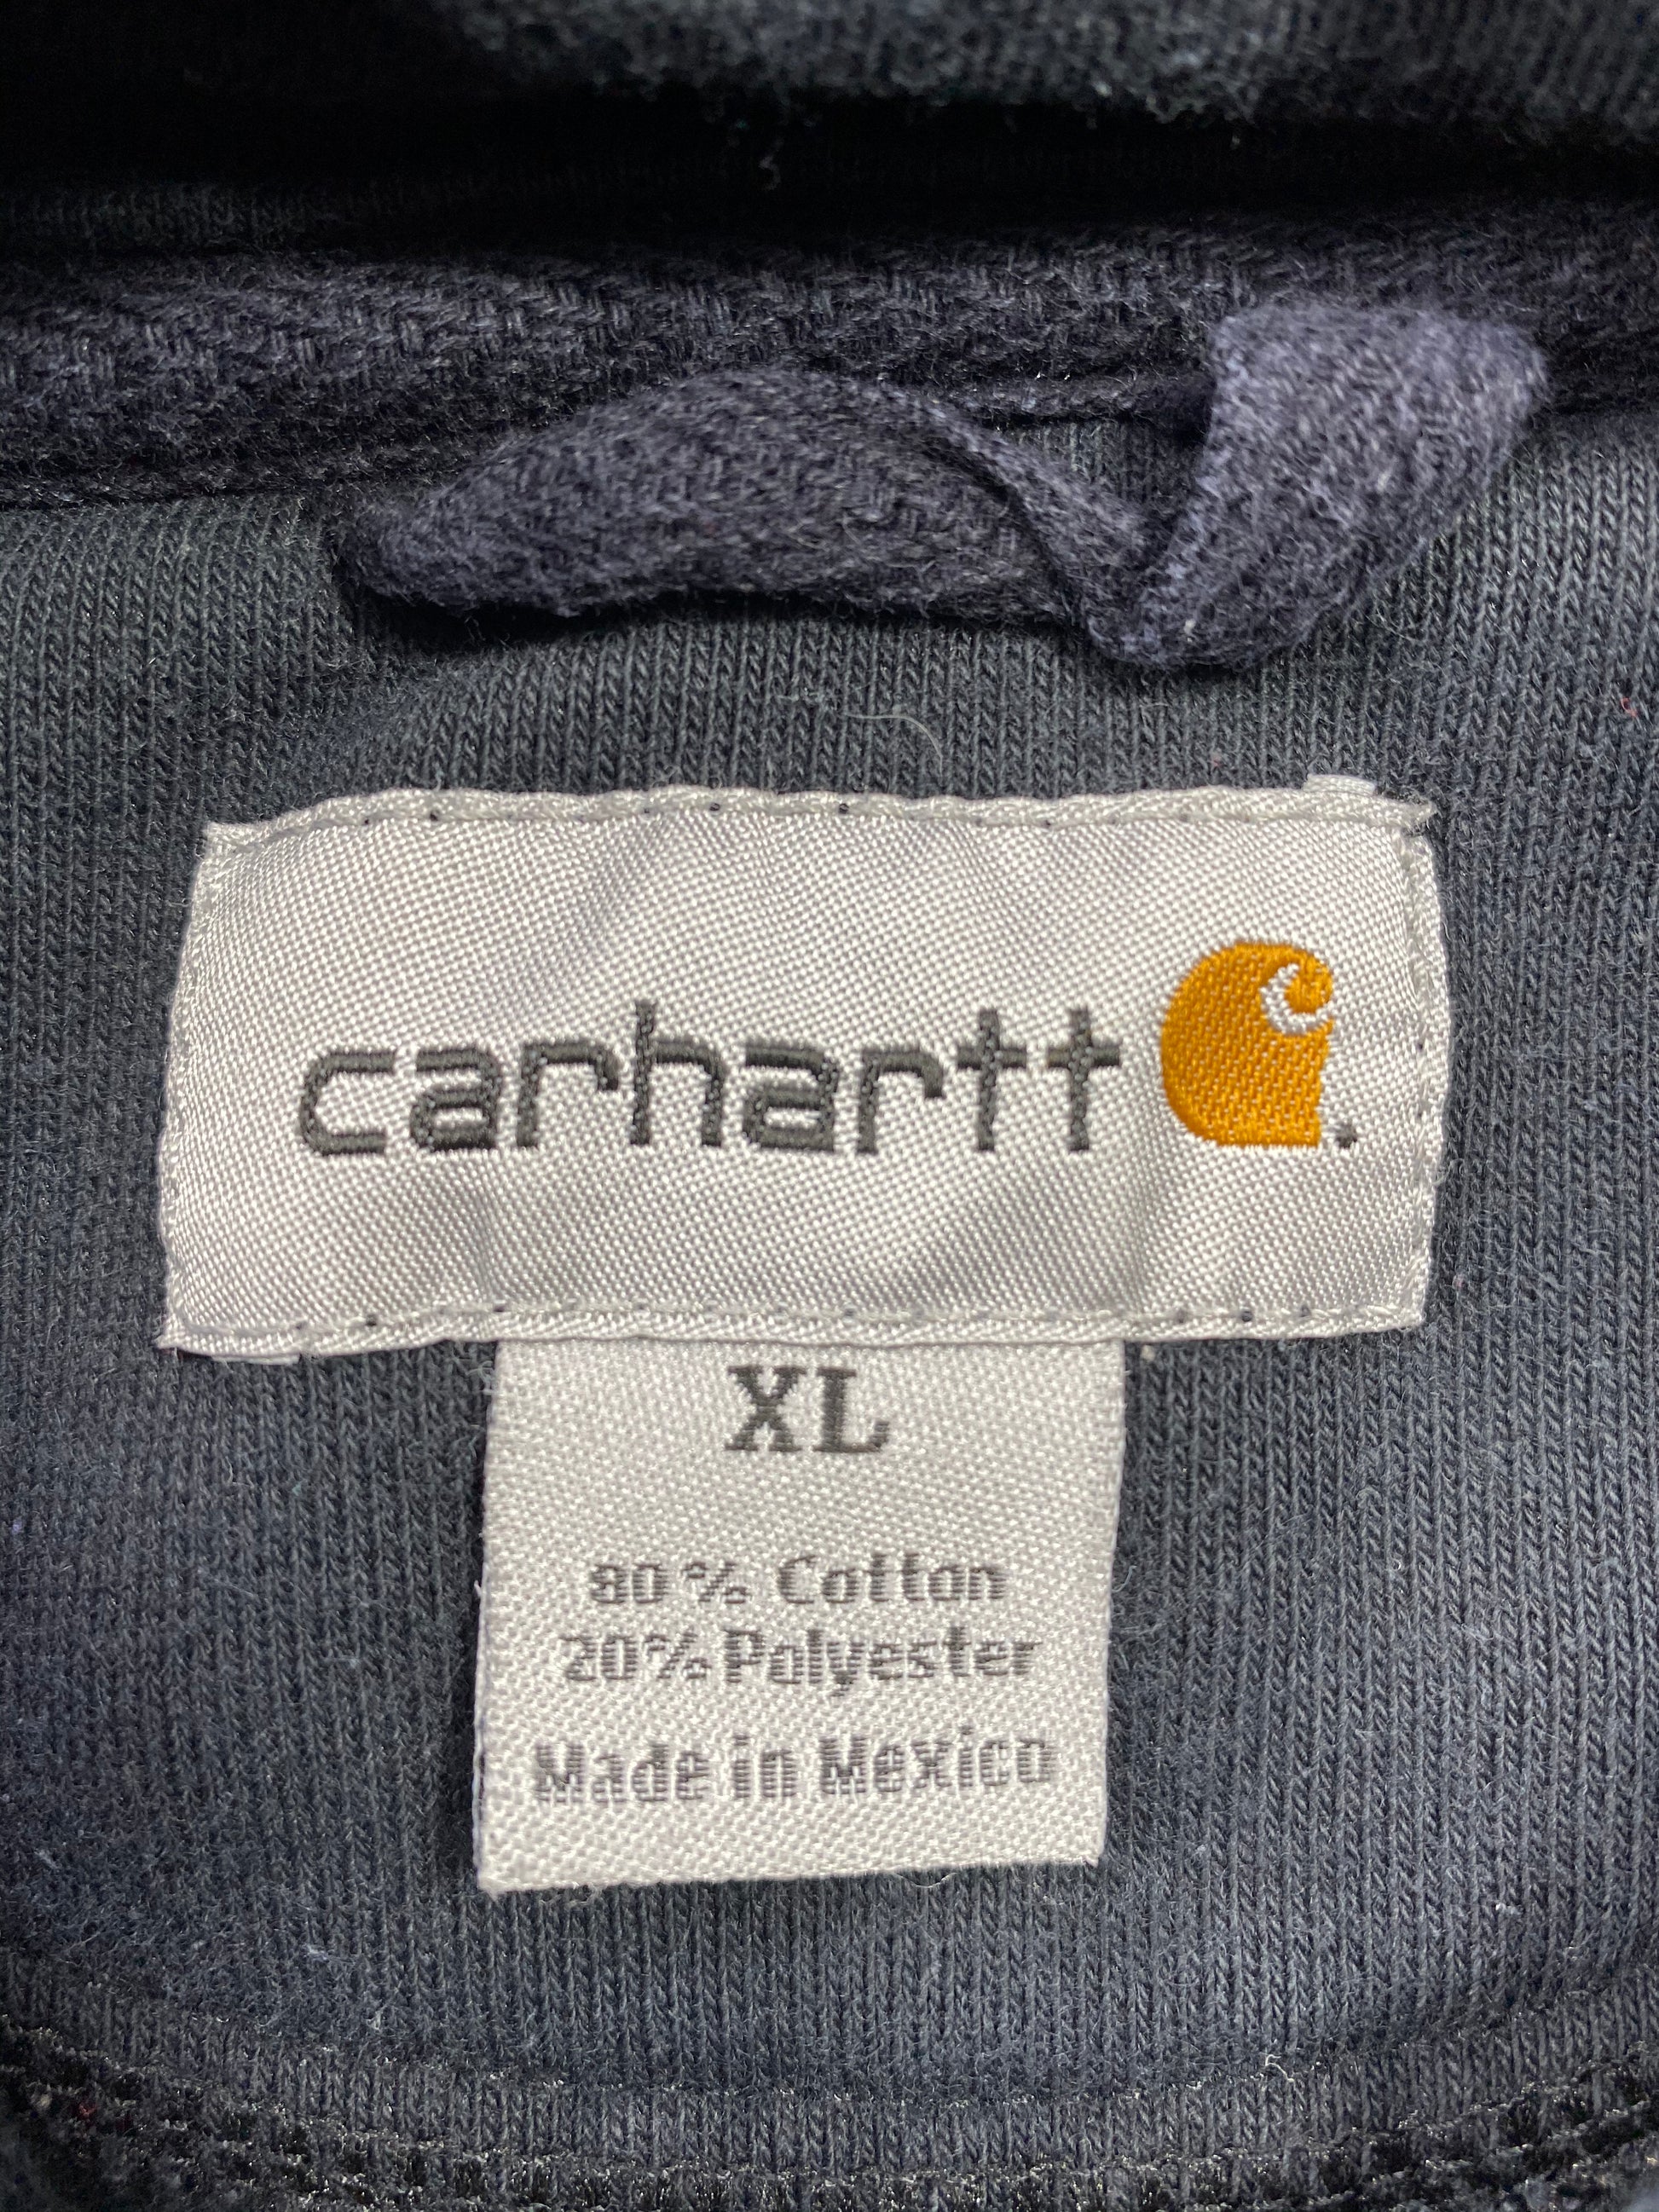 carhartt.
XL
80% Cotton
20% Polyester
Made in Mexico